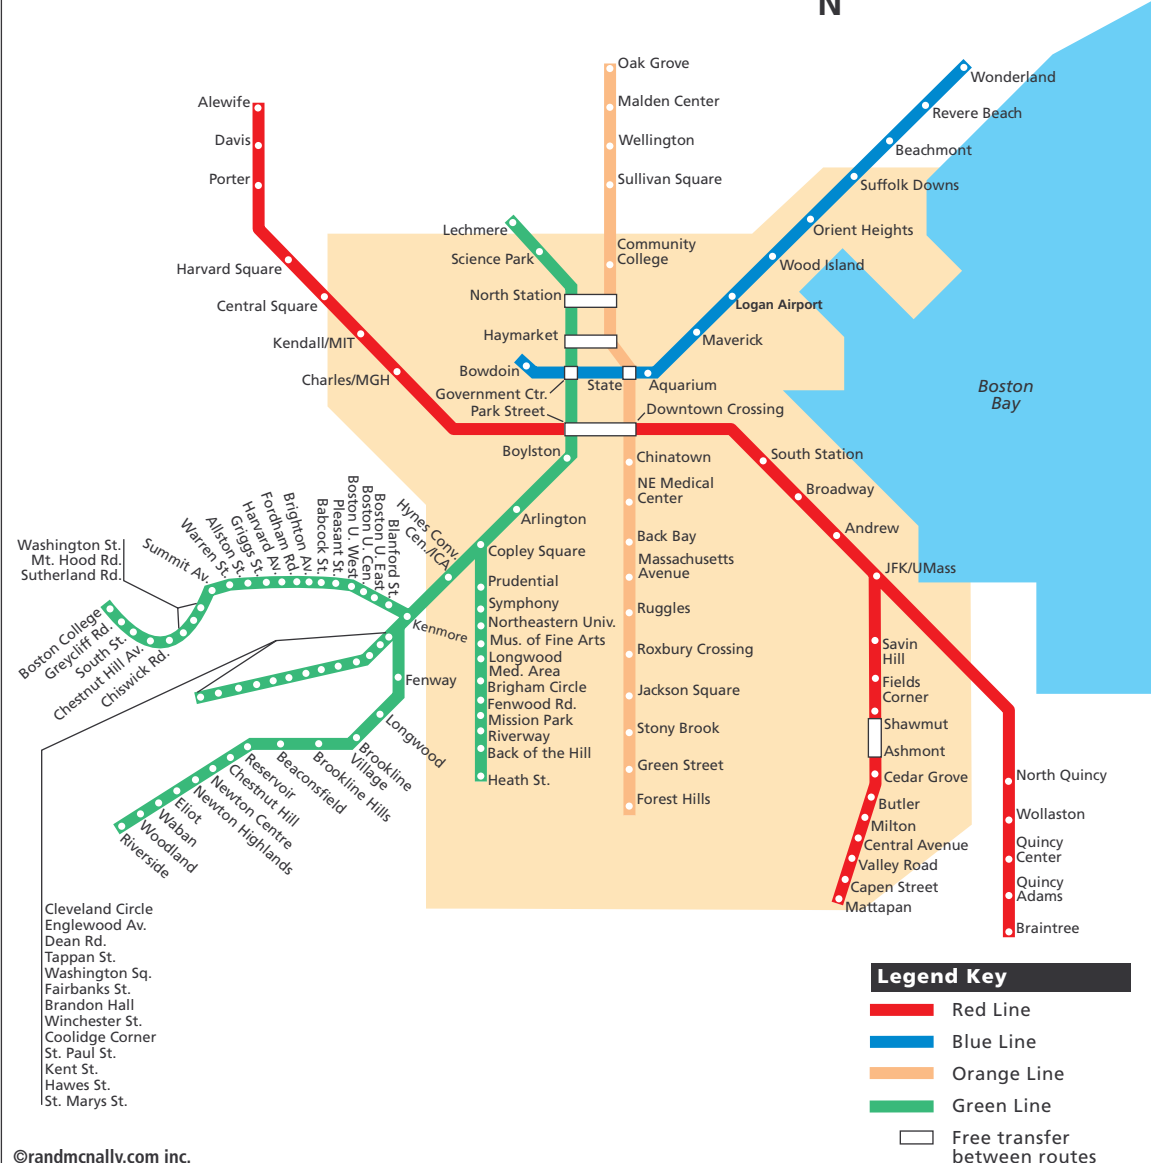 N
Oak Grove
Malden Center
Wellington
Sullivan Square
Community
College
Wonderland
Revere Beach
Beachmont
Suffolk Downs
Orient Heights
Wood Island
Logan Airport
Maverick
Aquarium
State
Bowdoin
Government Ctr.
Park Street
Downtown Crossing
Alewife
Davis
Porter
Harvard Square
Central Square
Kendall/MIT
Charles/MGH
Lechmere
Science Park
North Station
Haymarket
Boston
Bay
Boylston
Arlington
Copley Square
Hynes Conv.
Cen./ICA
Kenmore
Chinatown
NE Medical
Center
Back Bay
Massachusetts
Avenue
Ruggles
Roxbury Crossing
Jackson Square
Stony Brook
Green Street
Forest Hills
South Station
Broadway
Andrew
JFK/UMass
Savin
Hill
Fields
Corner
Shawmut
Ashmont
Cedar Grove
Butler
Milton
Central Avenue
Valley Road
Capen Street
Mattapan
North Quincy
Wollaston
Quincy
Center
Quincy
Adams
Braintree
Prudential
Symphony
Northeastern Univ.
Mus. of Fine Arts
Longwood
Med. Area
Brigham Circle
Fenwood Rd.
Mission Park
Riverway
Back of the Hill
Heath St.
Blanford St.
Boston U. East
Boston U. Cen.
Boston U. West
Pleasant St.
Babcock St.
Brighton Av.
Fordham Rd.
Harvard Av.
Griggs St.
Allston St.
Warren St.
Summit Av.
Washington St.
Mt. Hood Rd.
Sutherland Rd.
Chiswick Rd.
Chestnut Hill Av.
South St.
Greycliff Rd.
Boston College
Fenway
Longwood
Brookline
Village
Brookline Hills
Beaconsfield
Reservoir
Chestnut Hill
Newton Centre
Newton Highlands
Eliot
Waban
Woodland
Riverside
Cleveland Circle
Englewood Av.
Dean Rd.
Tappan St.
Washington Sq.
Fairbanks St.
Brandon Hall
Winchester St.
Coolidge Corner
St. Paul St.
Kent St.
Hawes St.
St. Marys St.
Legend Key
Red Line
Blue Line
Orange Line
Green Line
Free transfer
between routes
©randmcnally.com inc.